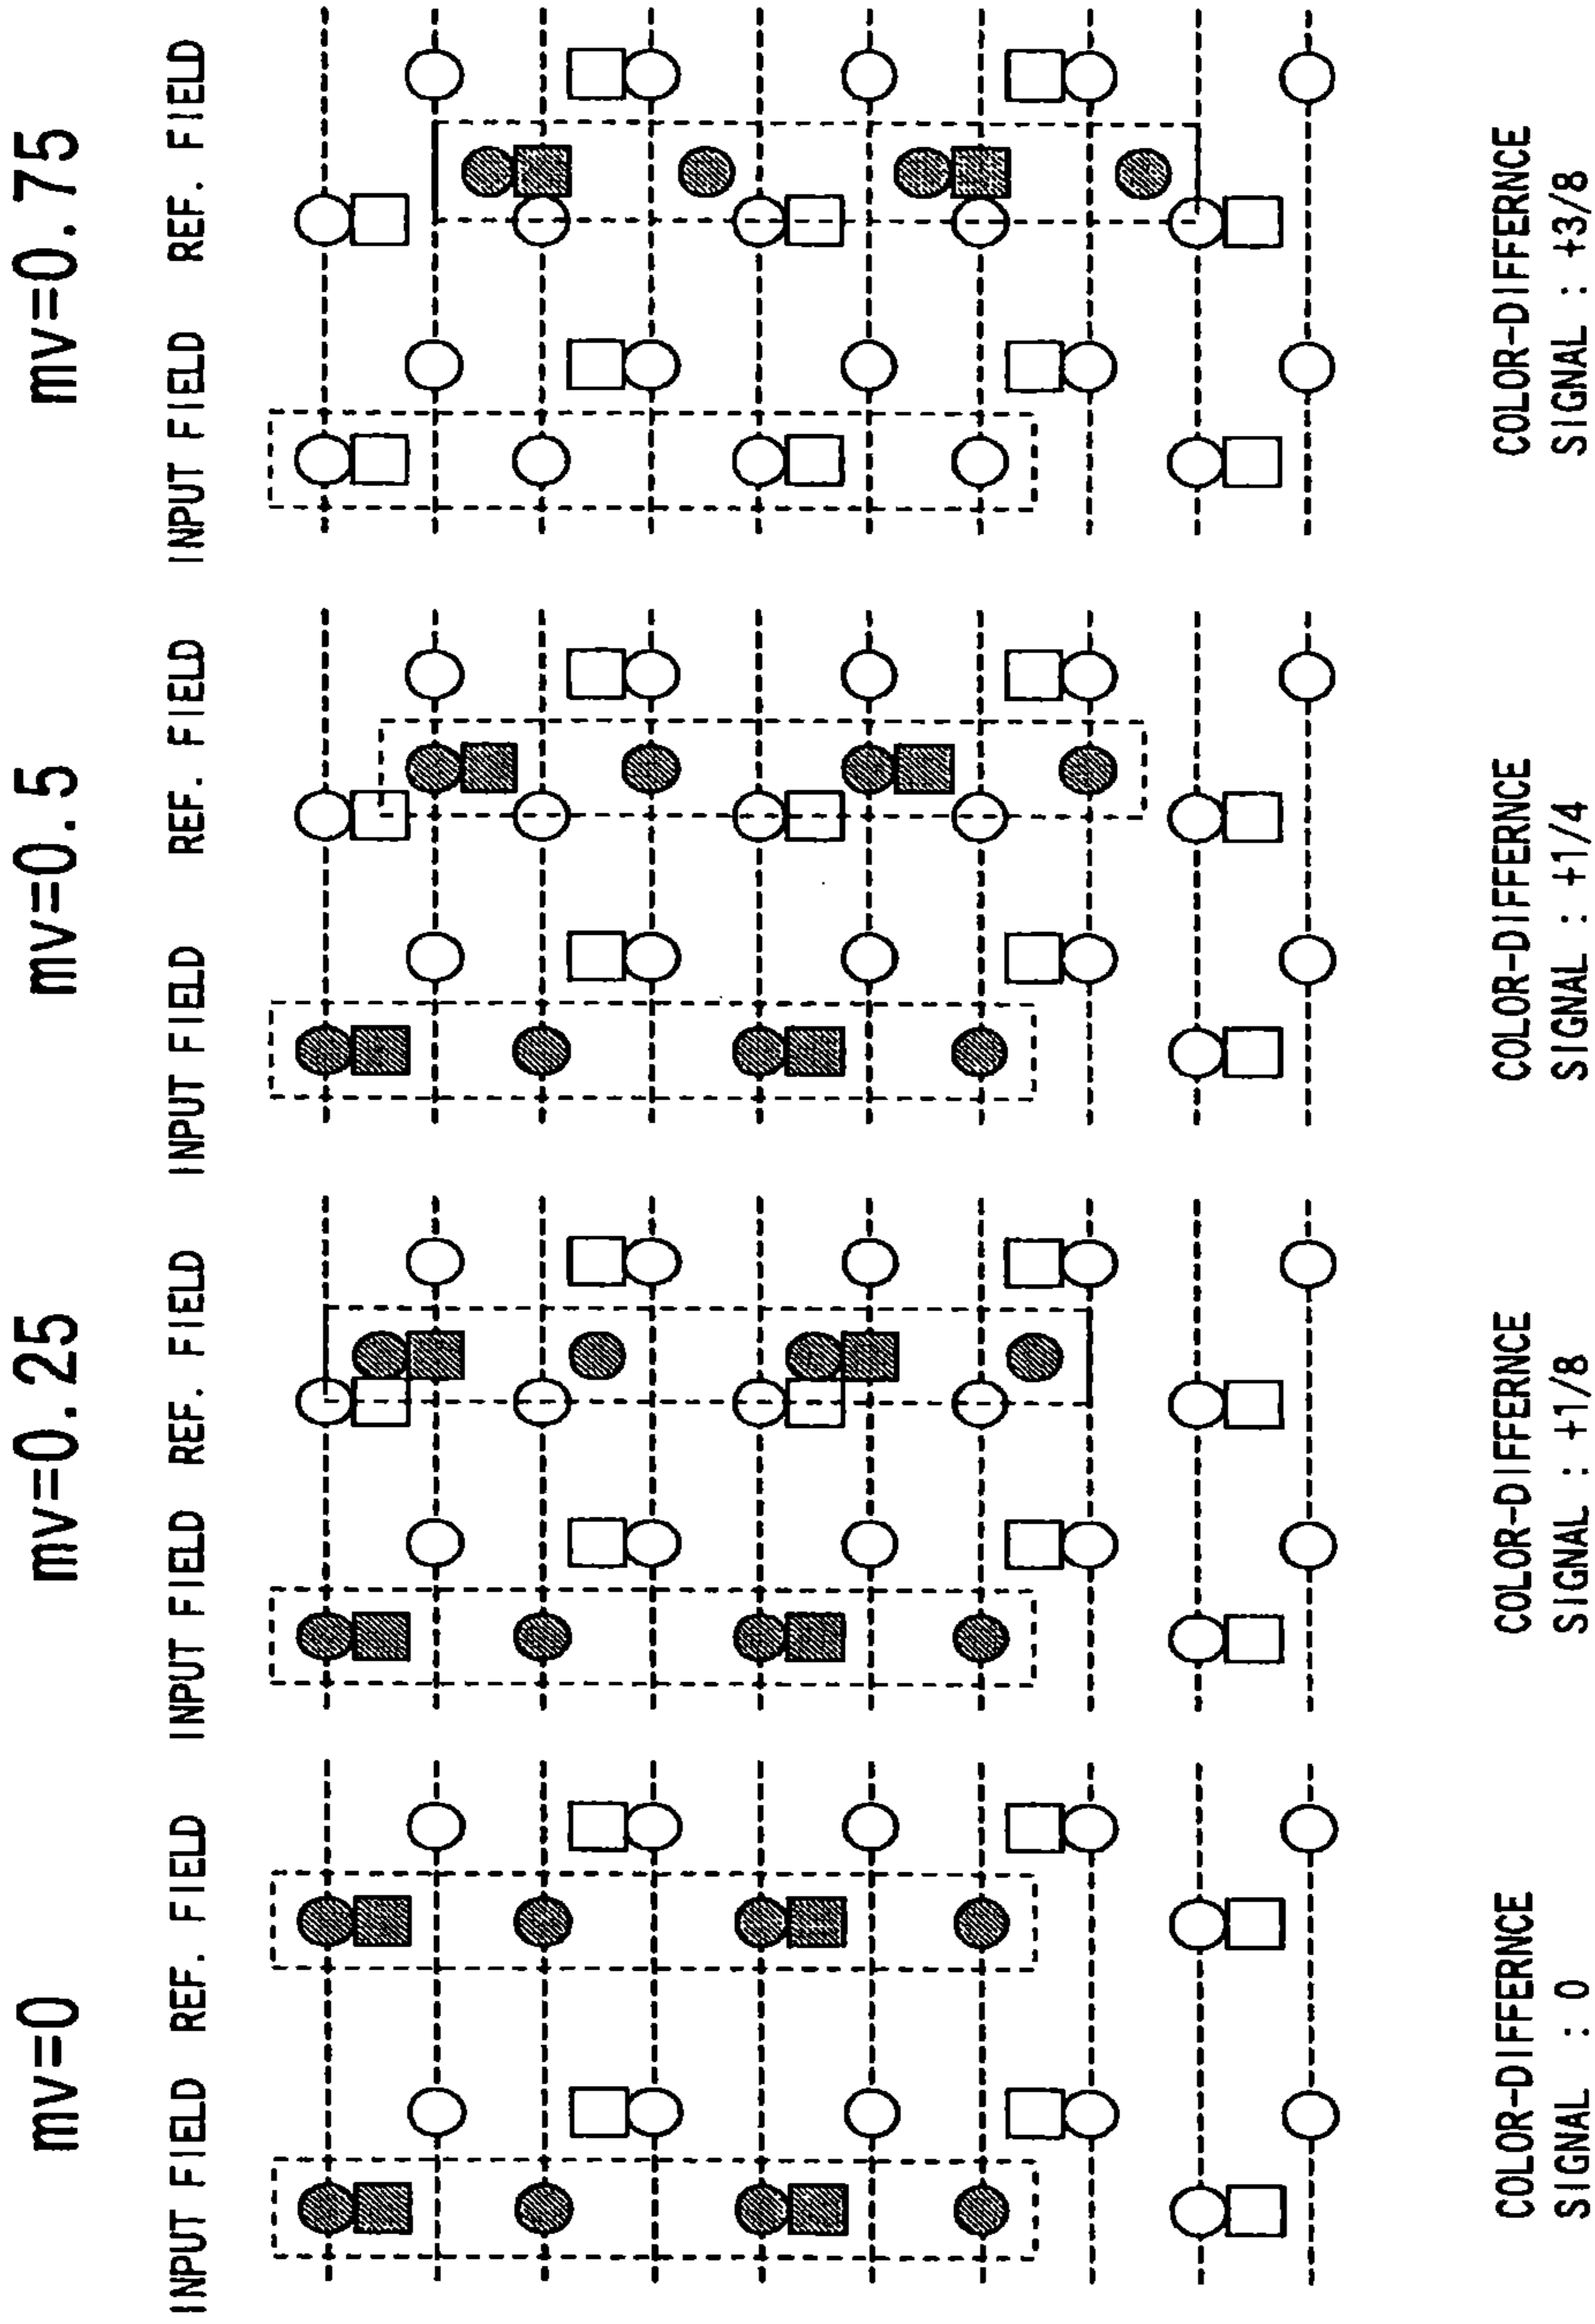 mv=0
mv=0.25
mv=0.5
mv=0.75
INPUT FIELD REF. FIELD
INPUT FIELD REF. FIELD
INPUT FIELD REF. FIELD
INPUT FIELD REF. FIELD
COLOR-DIFFERNCE
SIGNAL : 0
COLOR-DIFFERNCE
SIGNAL : +1/8
COLOR-DIFFERNCE
SIGNAL : +1/4
COLOR-DIFFERNCE
SIGNAL : +3/8